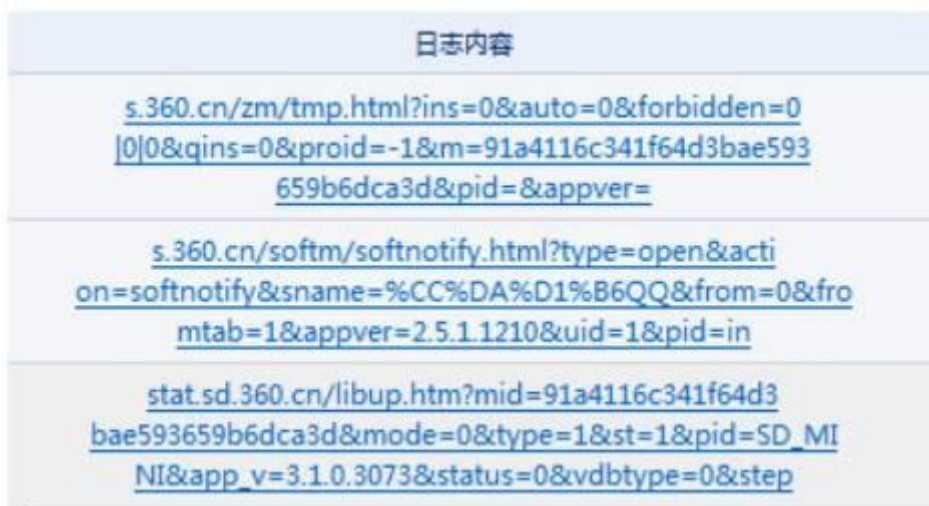 日志内容
s.360.cn/zm/tmp.html?ins=0&auto=0&forbidden=0
|0|0&qins=0&proid=-1&m=91a4116c341f64d3bae593
659b6dca3d&pid=&appver=
s.360.cn/softm/softnotify.html?type=open&acti
on=softnotify&sname=%CC%DA%D1%B6QQ&from=0&fro
mtab=1&appver=2.5.1.1210&uid=1&pid=in
stat.sd.360.cn/libup.htm?mid=91a4116c341f64d3
bae593659b6dca3d&mode=0&type=1&st=1&pid=SD_MI
NI&app_v=3.1.0.3073&status=0&vdbtype=0&step